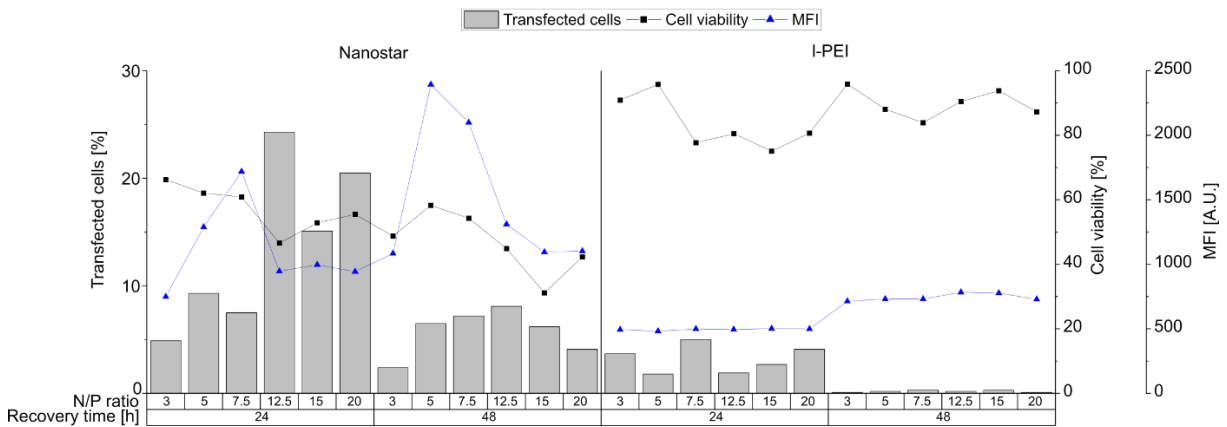 Transfected cells Cell viability MFI
Nanostar l-PEI
Transfected cells [%]
30
20
10
0
Cell viability [%]
100
80
60
40
20
0
MFI [A.U.]
2500
2000
1500
1000
500
0
N/P ratio 3 5 7.5 12.5 15 20 3 5 7.5 12.5 15 20 3 5 7.5 12.5 15 20 3 5 7.5 12.5 15 20
Recovery time [h] 24 48 24 48